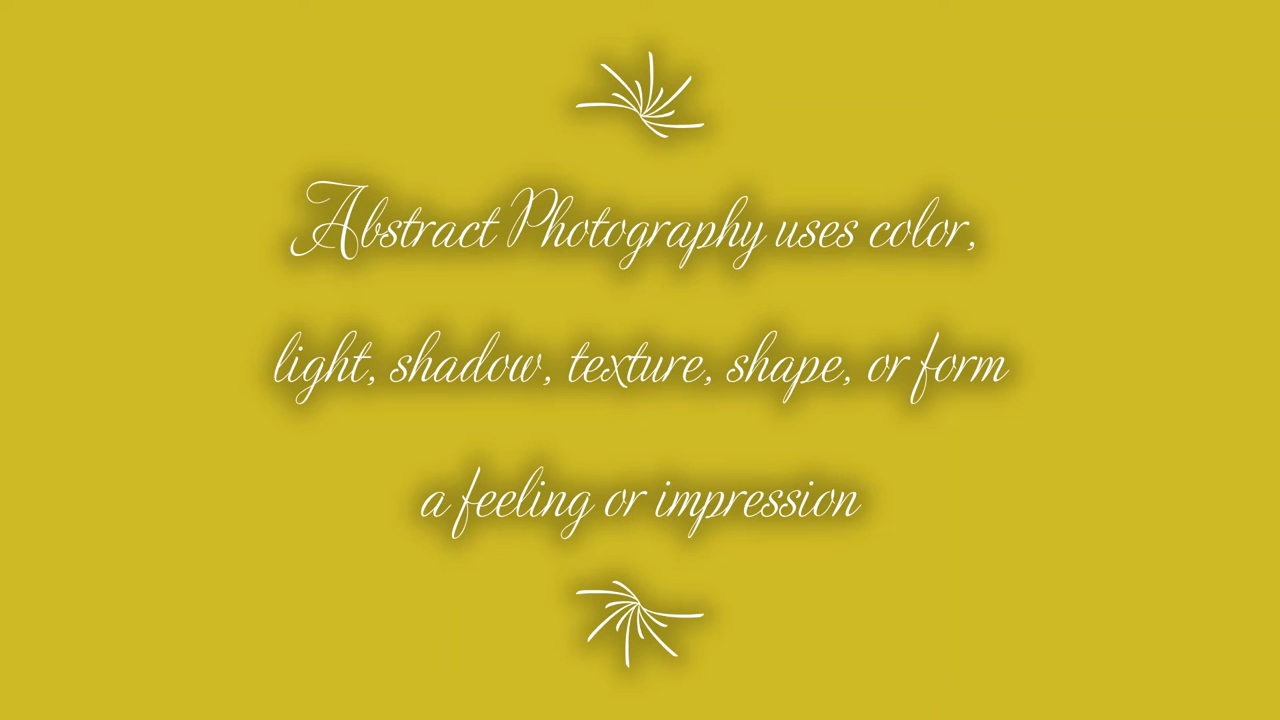 Abstract Photography uses color,
light, shadow, texture, shape, or form
a feeling or impression